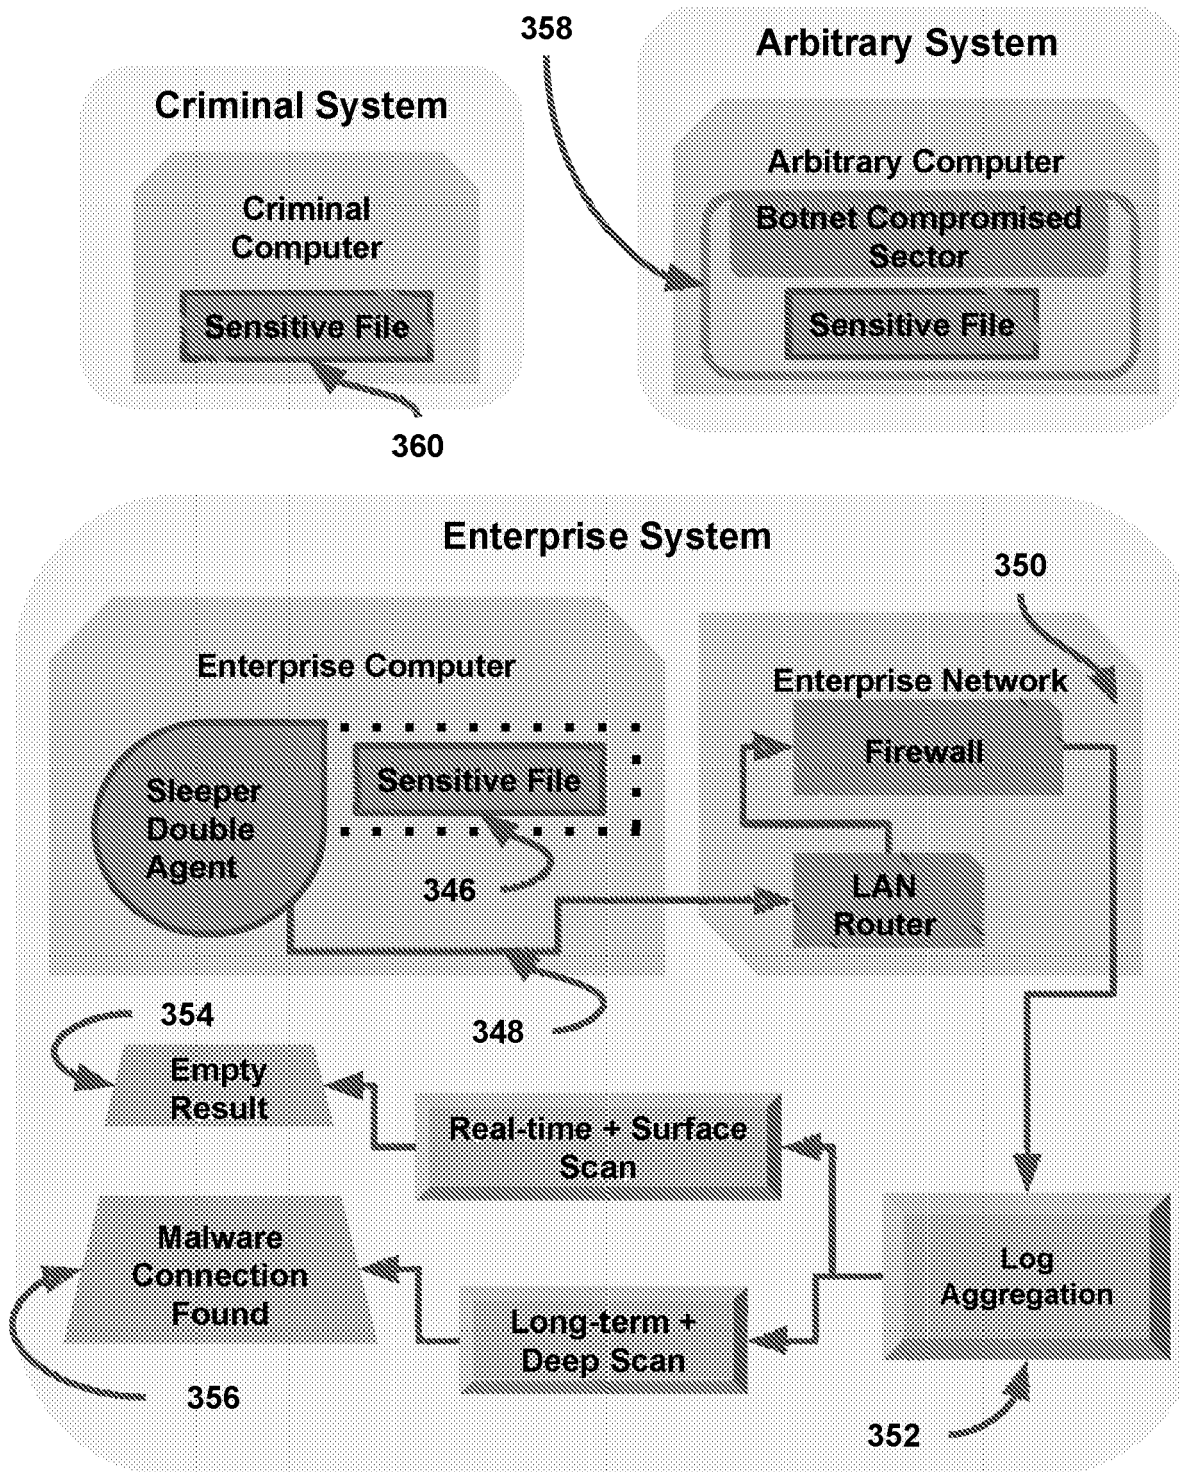 358
Arbitrary System
Criminal System
Arbitrary Computer
Criminal
Computer
Botnet Compromised
Sector
Sensitive File
Sensitive File
360
Enterprise System
350
Enterprise Computer
Enterprise Network
Firewall
Sensitive File
Sleeper
Double
Agent
346
LAN
Router
354
348
Empty
Result
Real-time + Surface
Scan
Malware
Connection
Found
Log
Aggregation
Long-term +
Deep Scan
356
352